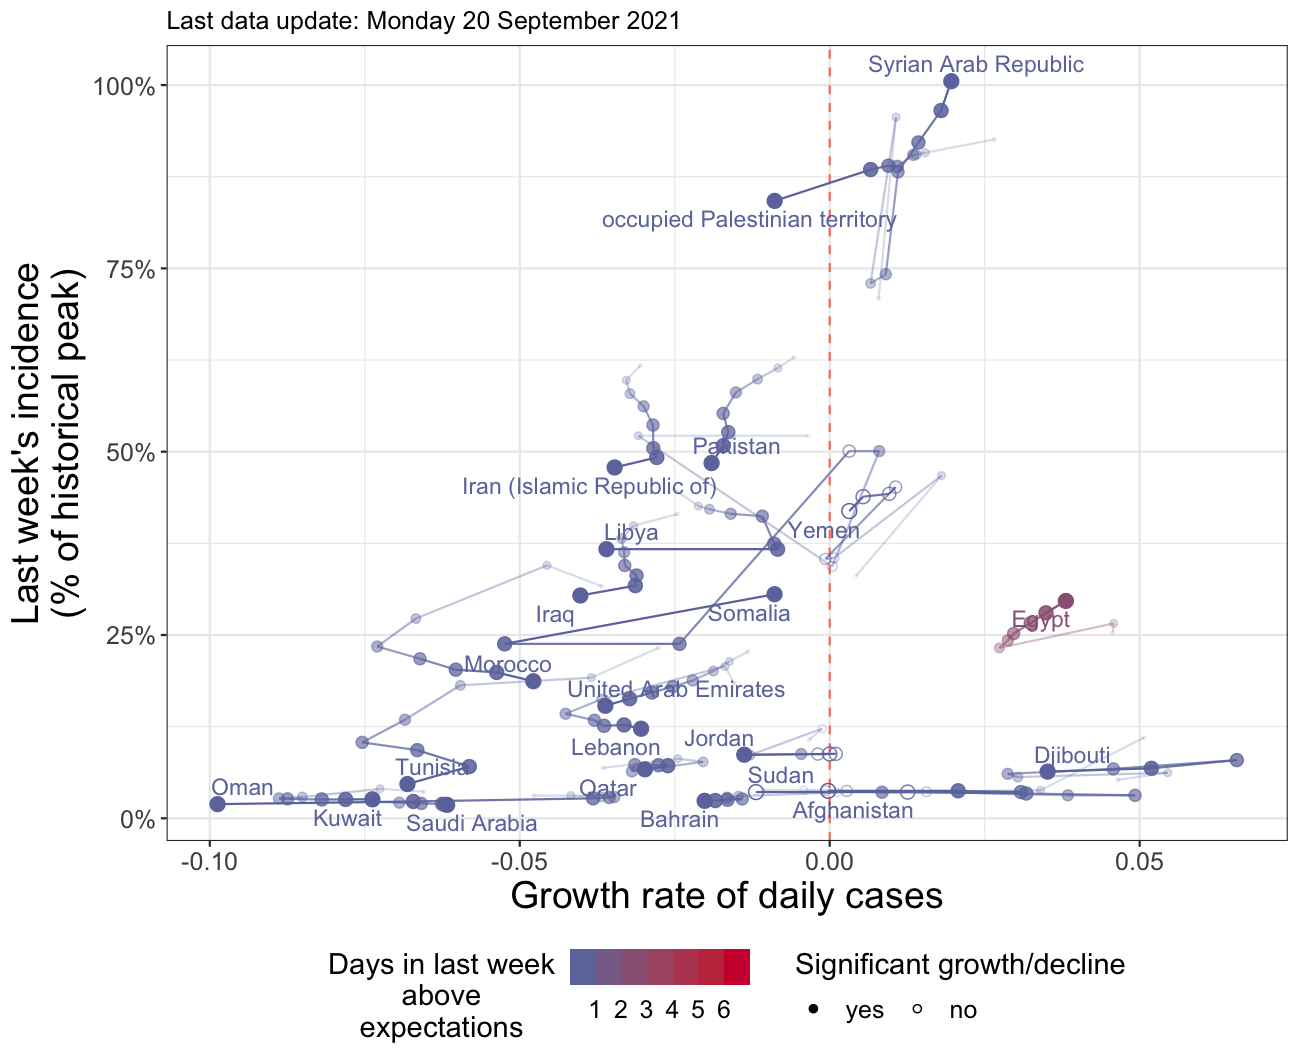 Last data update: Monday 20 September 2021
Last week's incidence
(% of historical peak)
100%
75%
50%
25%
0%
Syrian Arab Republic
occupied Palestinian territory
Pakistan
Iran (Islamic Republic of)
Yemen
Libya
Iraq
Somalia
Egypt
Morocco
United Arab Emirates
Lebanon
Jordan
Djibouti
Tunisia
Sudan
Oman
Qatar
Kuwait
Saudi Arabia
Bahrain
Afghanistan
-0.10
-0.05
0.00
0.05
Growth rate of daily cases
Days in last week
above
expectations
1 2 3 4 5 6
Significant growth/decline
yes
no